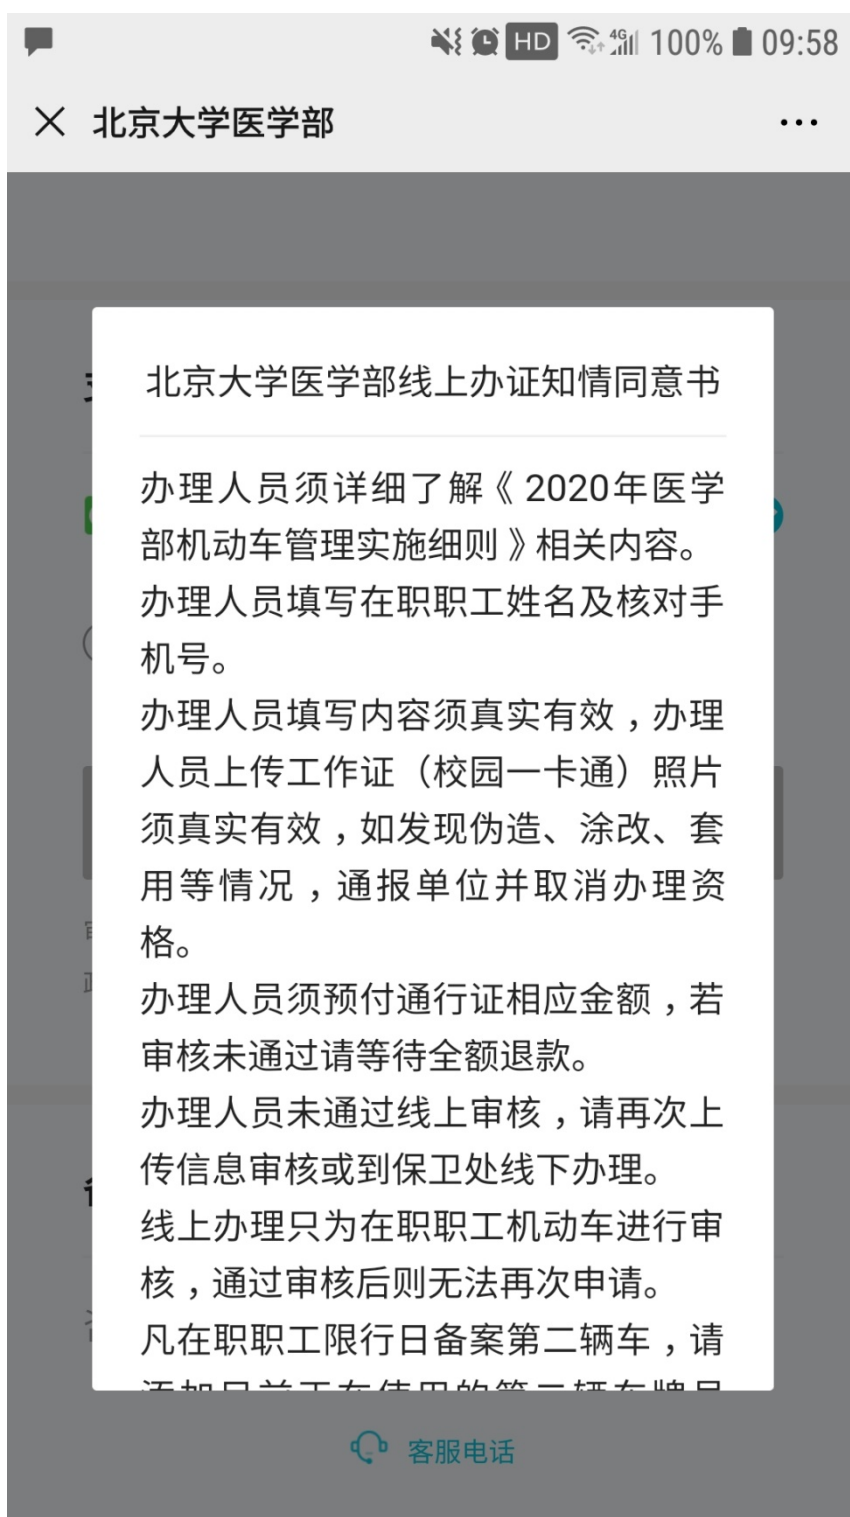 HD 4G 100% 09:58
北京大学医学部
北京大学医学部线上办证知情同意书
办理人员须详细了解《2020年医学
部机动车管理实施细则》相关内容。
办理人员填写在职职工姓名及核对手
机号。
办理人员填写内容须真实有效，办理
人员上传工作证（校园一卡通）照片
须真实有效，如发现伪造、涂改、套
用等情况，通报单位并取消办理资
格。
办理人员须预付通行证相应金额，若
审核未通过请等待全额退款。
办理人员未通过线上审核，请再次上
传信息审核或到保卫处线下办理。
线上办理只为在职职工机动车进行审
核，通过审核后则无法再次申请。
凡在职职工限行日备案第二辆车，请
客服电话